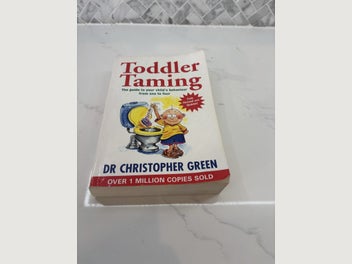 Toddler
Taming
The guide to your child's behaviour
from one to four
DR CHRISTOPHER GREEN
OVER 1 MILLION COPIES SOLD